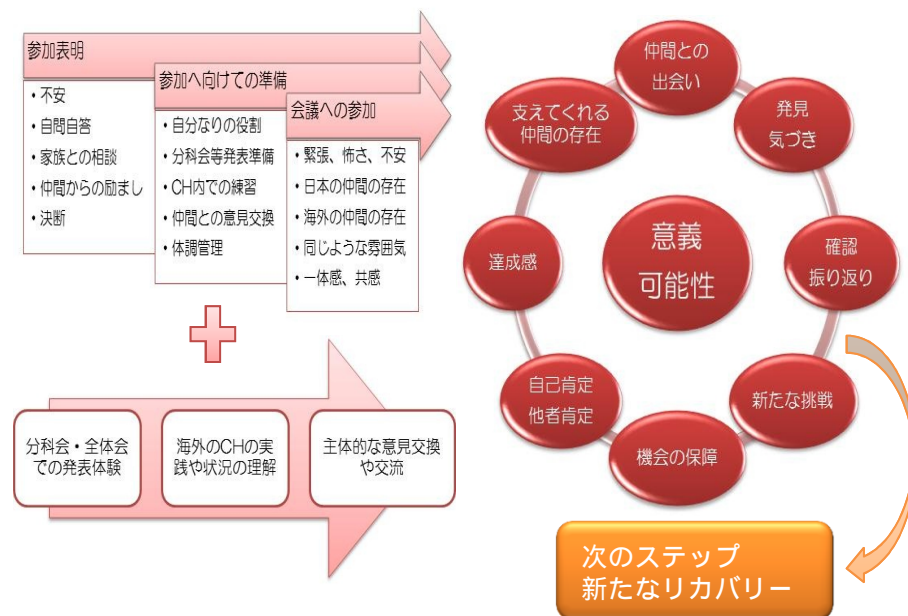 参加表明
・不安
・自問自答
・家族との相談
・仲間からの励まし
・決断
参加へ向けての準備
・自分なりの役割
・分科会等発表準備
・CH内での練習
・仲間との意見交換
・体調管理
会議への参加
・緊張、怖さ、不安
・日本の仲間の存在
・海外の仲間の存在
・同じような雰囲気
・一体感、共感
分科会・全体会
での発表体験
海外のCHの実
践や状況の理解
主体的な意見交換
や交流
意義
可能性
仲間との
出会い
発見
気づき
確認
振り返り
新たな挑戦
機会の保障
自己肯定
他者肯定
達成感
支えてくれる
仲間の存在
次のステップ
新たなリカバリー